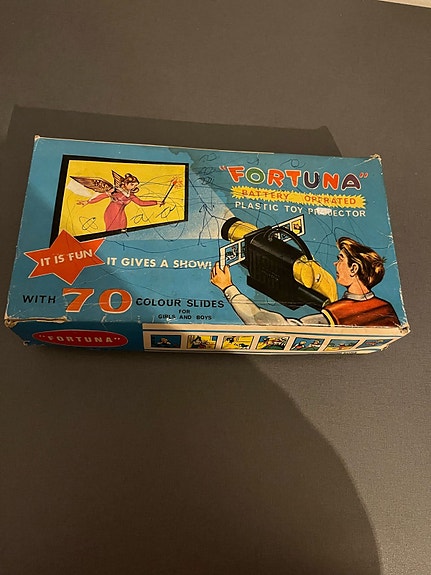 "FORTUNA"
BATTERY OPERATED
PLASTIC TOY PROJECTOR
IT IS FUN
IT GIVES A SHOW!
WITH 70 COLOUR SLIDES
FOR
GIRLS AND BOYS
"FORTUNA"